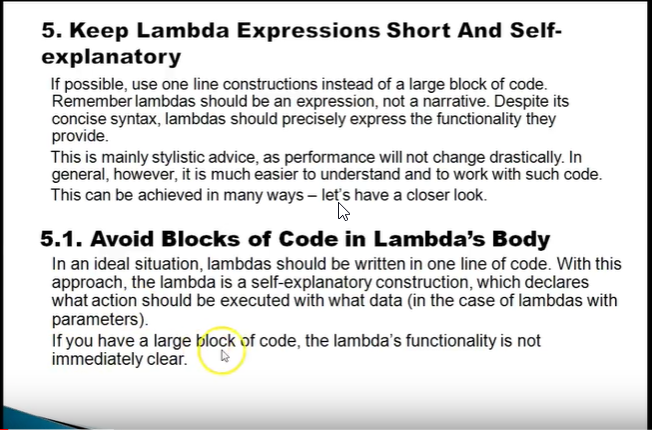 5. Keep Lambda Expressions Short And Self-
explanatory
If possible, use one line constructions instead of a large block of code.
Remember lambdas should be an expression, not a narrative. Despite its
concise syntax, lambdas should precisely express the functionality they
provide.
This is mainly stylistic advice, as performance will not change drastically. In
general, however, it is much easier to understand and to work with such code.
This can be achieved in many ways – let's have a closer look.
5.1. Avoid Blocks of Code in Lambda's Body
In an ideal situation, lambdas should be written in one line of code. With this
approach, the lambda is a self-explanatory construction, which declares
what action should be executed with what data (in the case of lambdas with
parameters).
If you have a large block of code, the lambda's functionality is not
immediately clear.